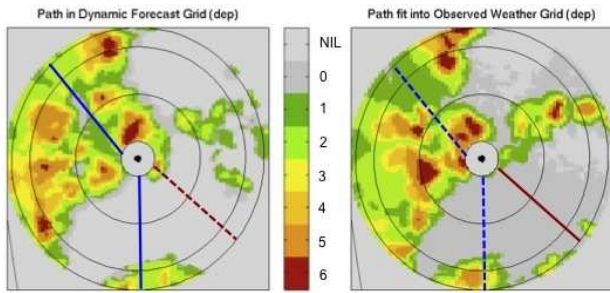 Path in Dynamic Forecast Grid (dep)
NIL
0
1
2
3
4
5
6
Path fit into Observed Weather Grid (dep)